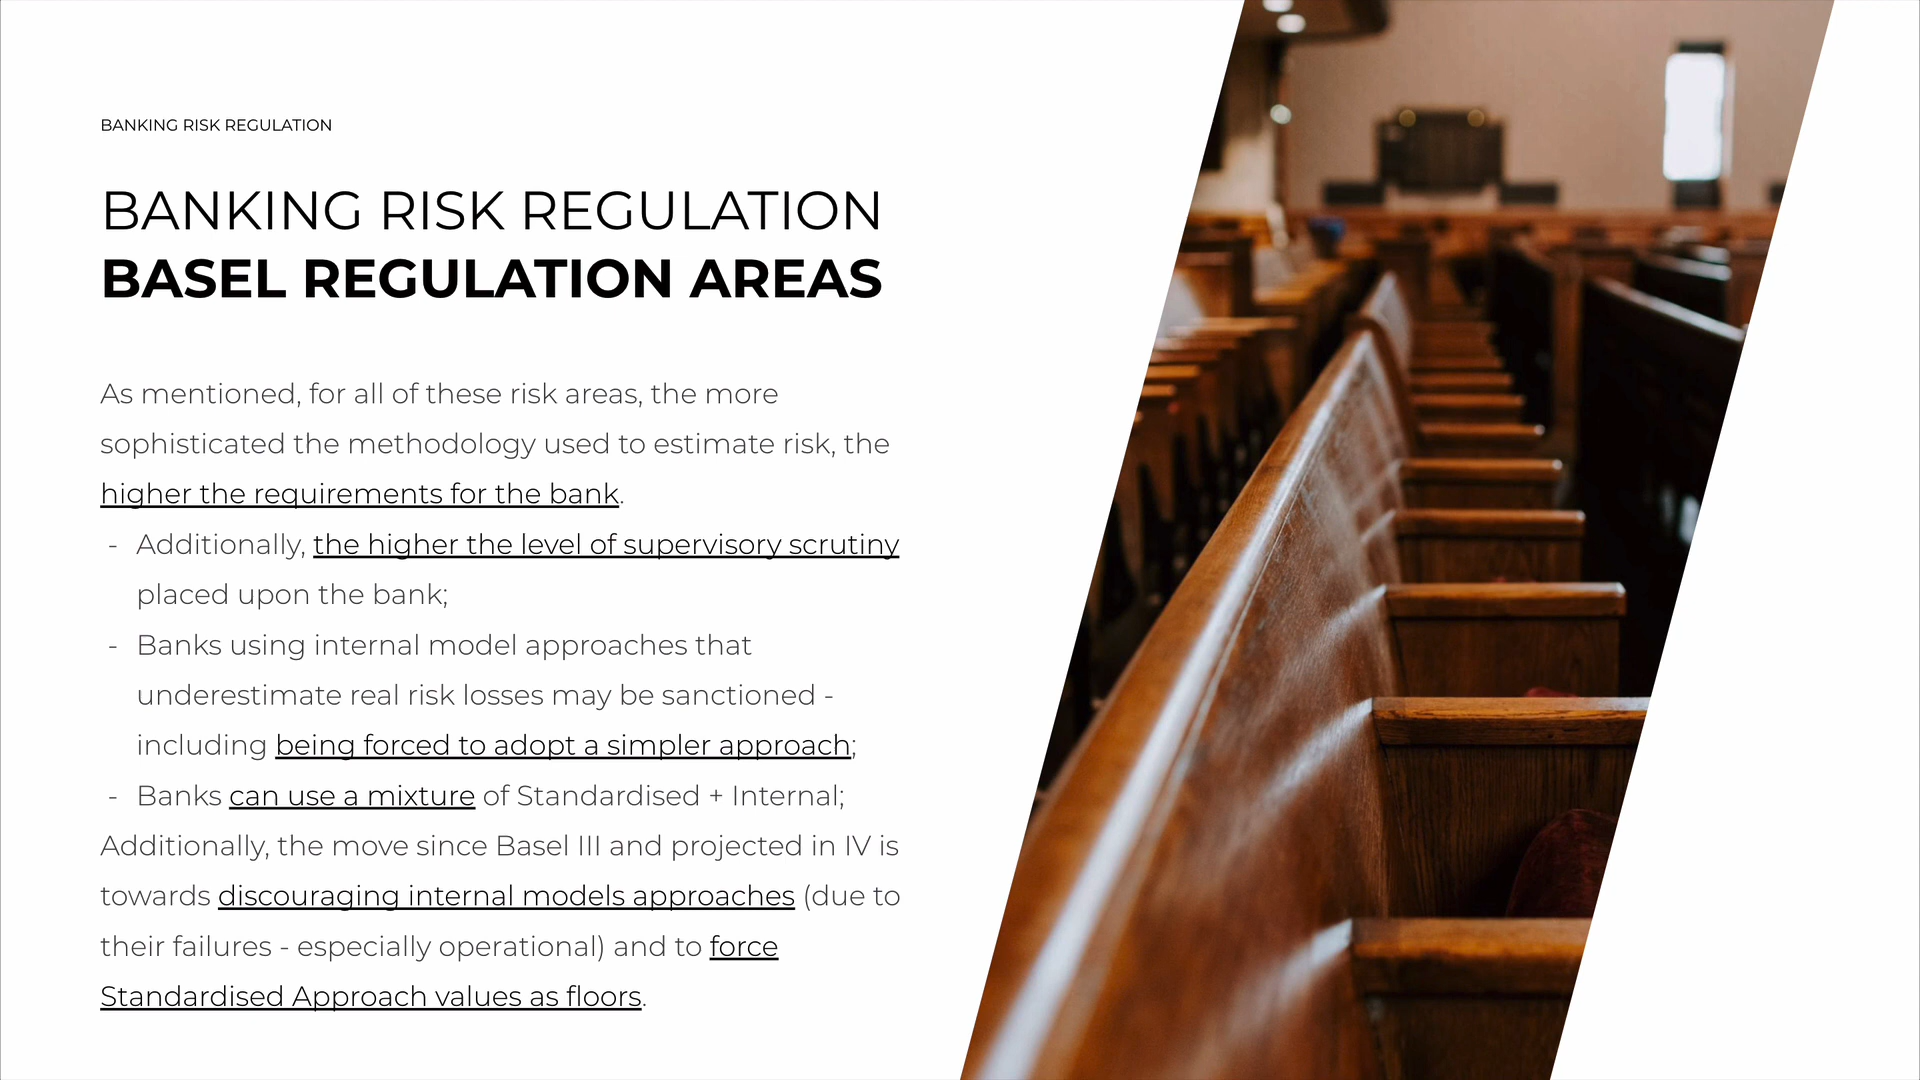 BANKING RISK REGULATION
BANKING RISK REGULATION
BASEL REGULATION AREAS
As mentioned, for all of these risk areas, the more
sophisticated the methodology used to estimate risk, the
higher the requirements for the bank.
- Additionally, the higher the level of supervisory scrutiny
placed upon the bank;
- Banks using internal model approaches that
underestimate real risk losses may be sanctioned -
including being forced to adopt a simpler approach;
- Banks can use a mixture of Standardised + Internal;
Additionally, the move since Basel III and projected in IV is
towards discouraging internal models approaches (due to
their failures - especially operational) and to force
Standardised Approach values as floors.